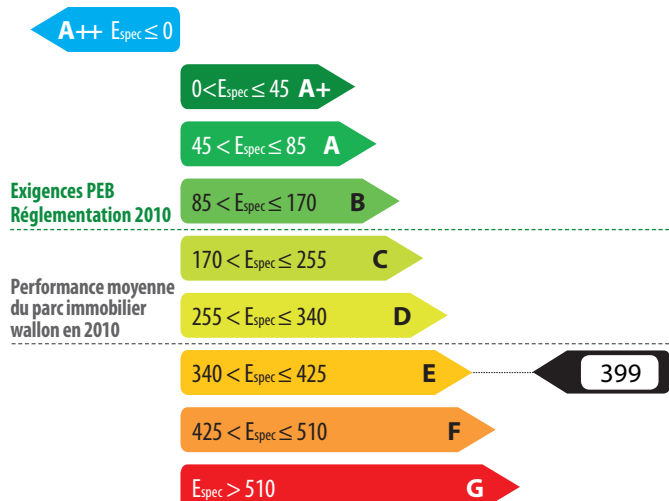 A++ Espec ≤ 0
0 < Espec ≤ 45 A+
45 < Espec ≤ 85 A
Exigences PEB
Réglementation 2010
85 < Espec ≤ 170 B
170 < Espec ≤ 255 C
Performance moyenne
du parc immobilier
wallon en 2010
255 < Espec ≤ 340 D
340 < Espec ≤ 425 E 399
425 < Espec ≤ 510 F
Espec > 510 G